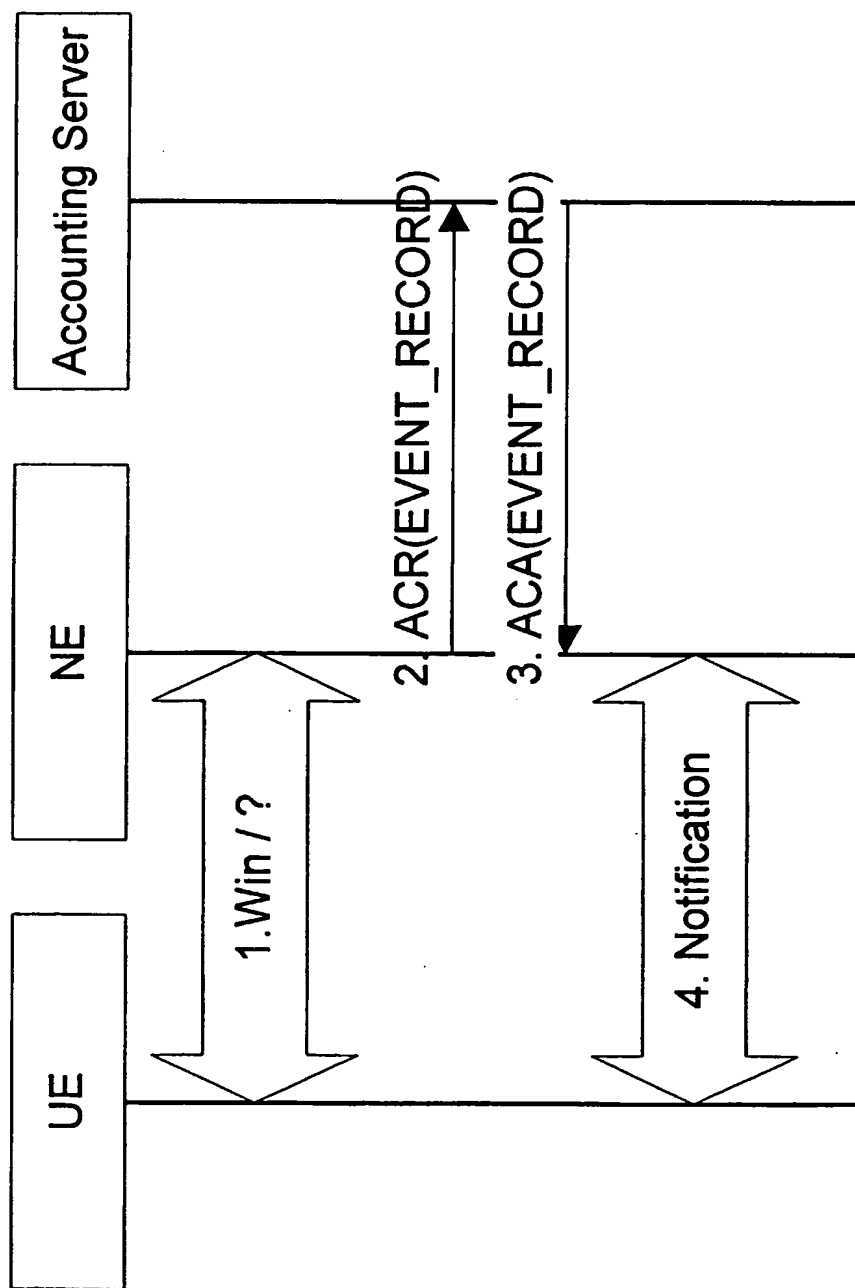 UE
NE
Accounting Server
1.Win / ?
2. ACR(EVENT_RECORD)
3. ACA(EVENT_RECORD)
4. Notification